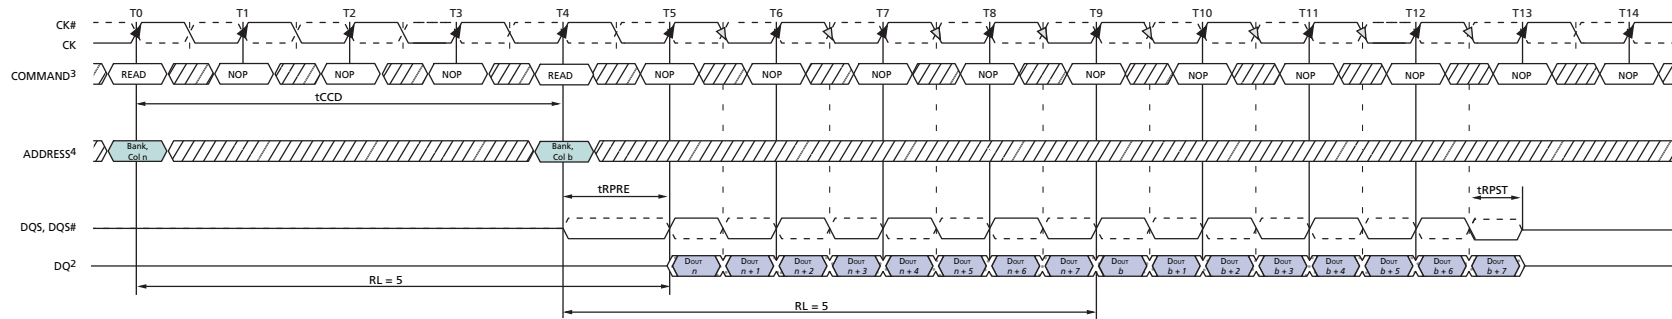 T0 T1 T2 T3 T4 T5 T6 T7 T8 T9 T10 T11 T12 T13 T14
CK#
CK
COMMAND3 READ NOP NOP NOP READ NOP NOP NOP NOP NOP NOP NOP NOP NOP NOP
tCCD
ADDRESS4 Bank, Col n Bank, Col b
tRPRE tRPST
DQS, DQS#
DQ2 DOUT n DOUT n + 1 DOUT n + 2 DOUT n + 3 DOUT n + 4 DOUT n + 5 DOUT n + 6 DOUT n + 7 DOUT b DOUT b + 1 DOUT b + 2 DOUT b + 3 DOUT b + 4 DOUT b + 5 DOUT b + 6 DOUT b + 7
RL = 5
RL = 5